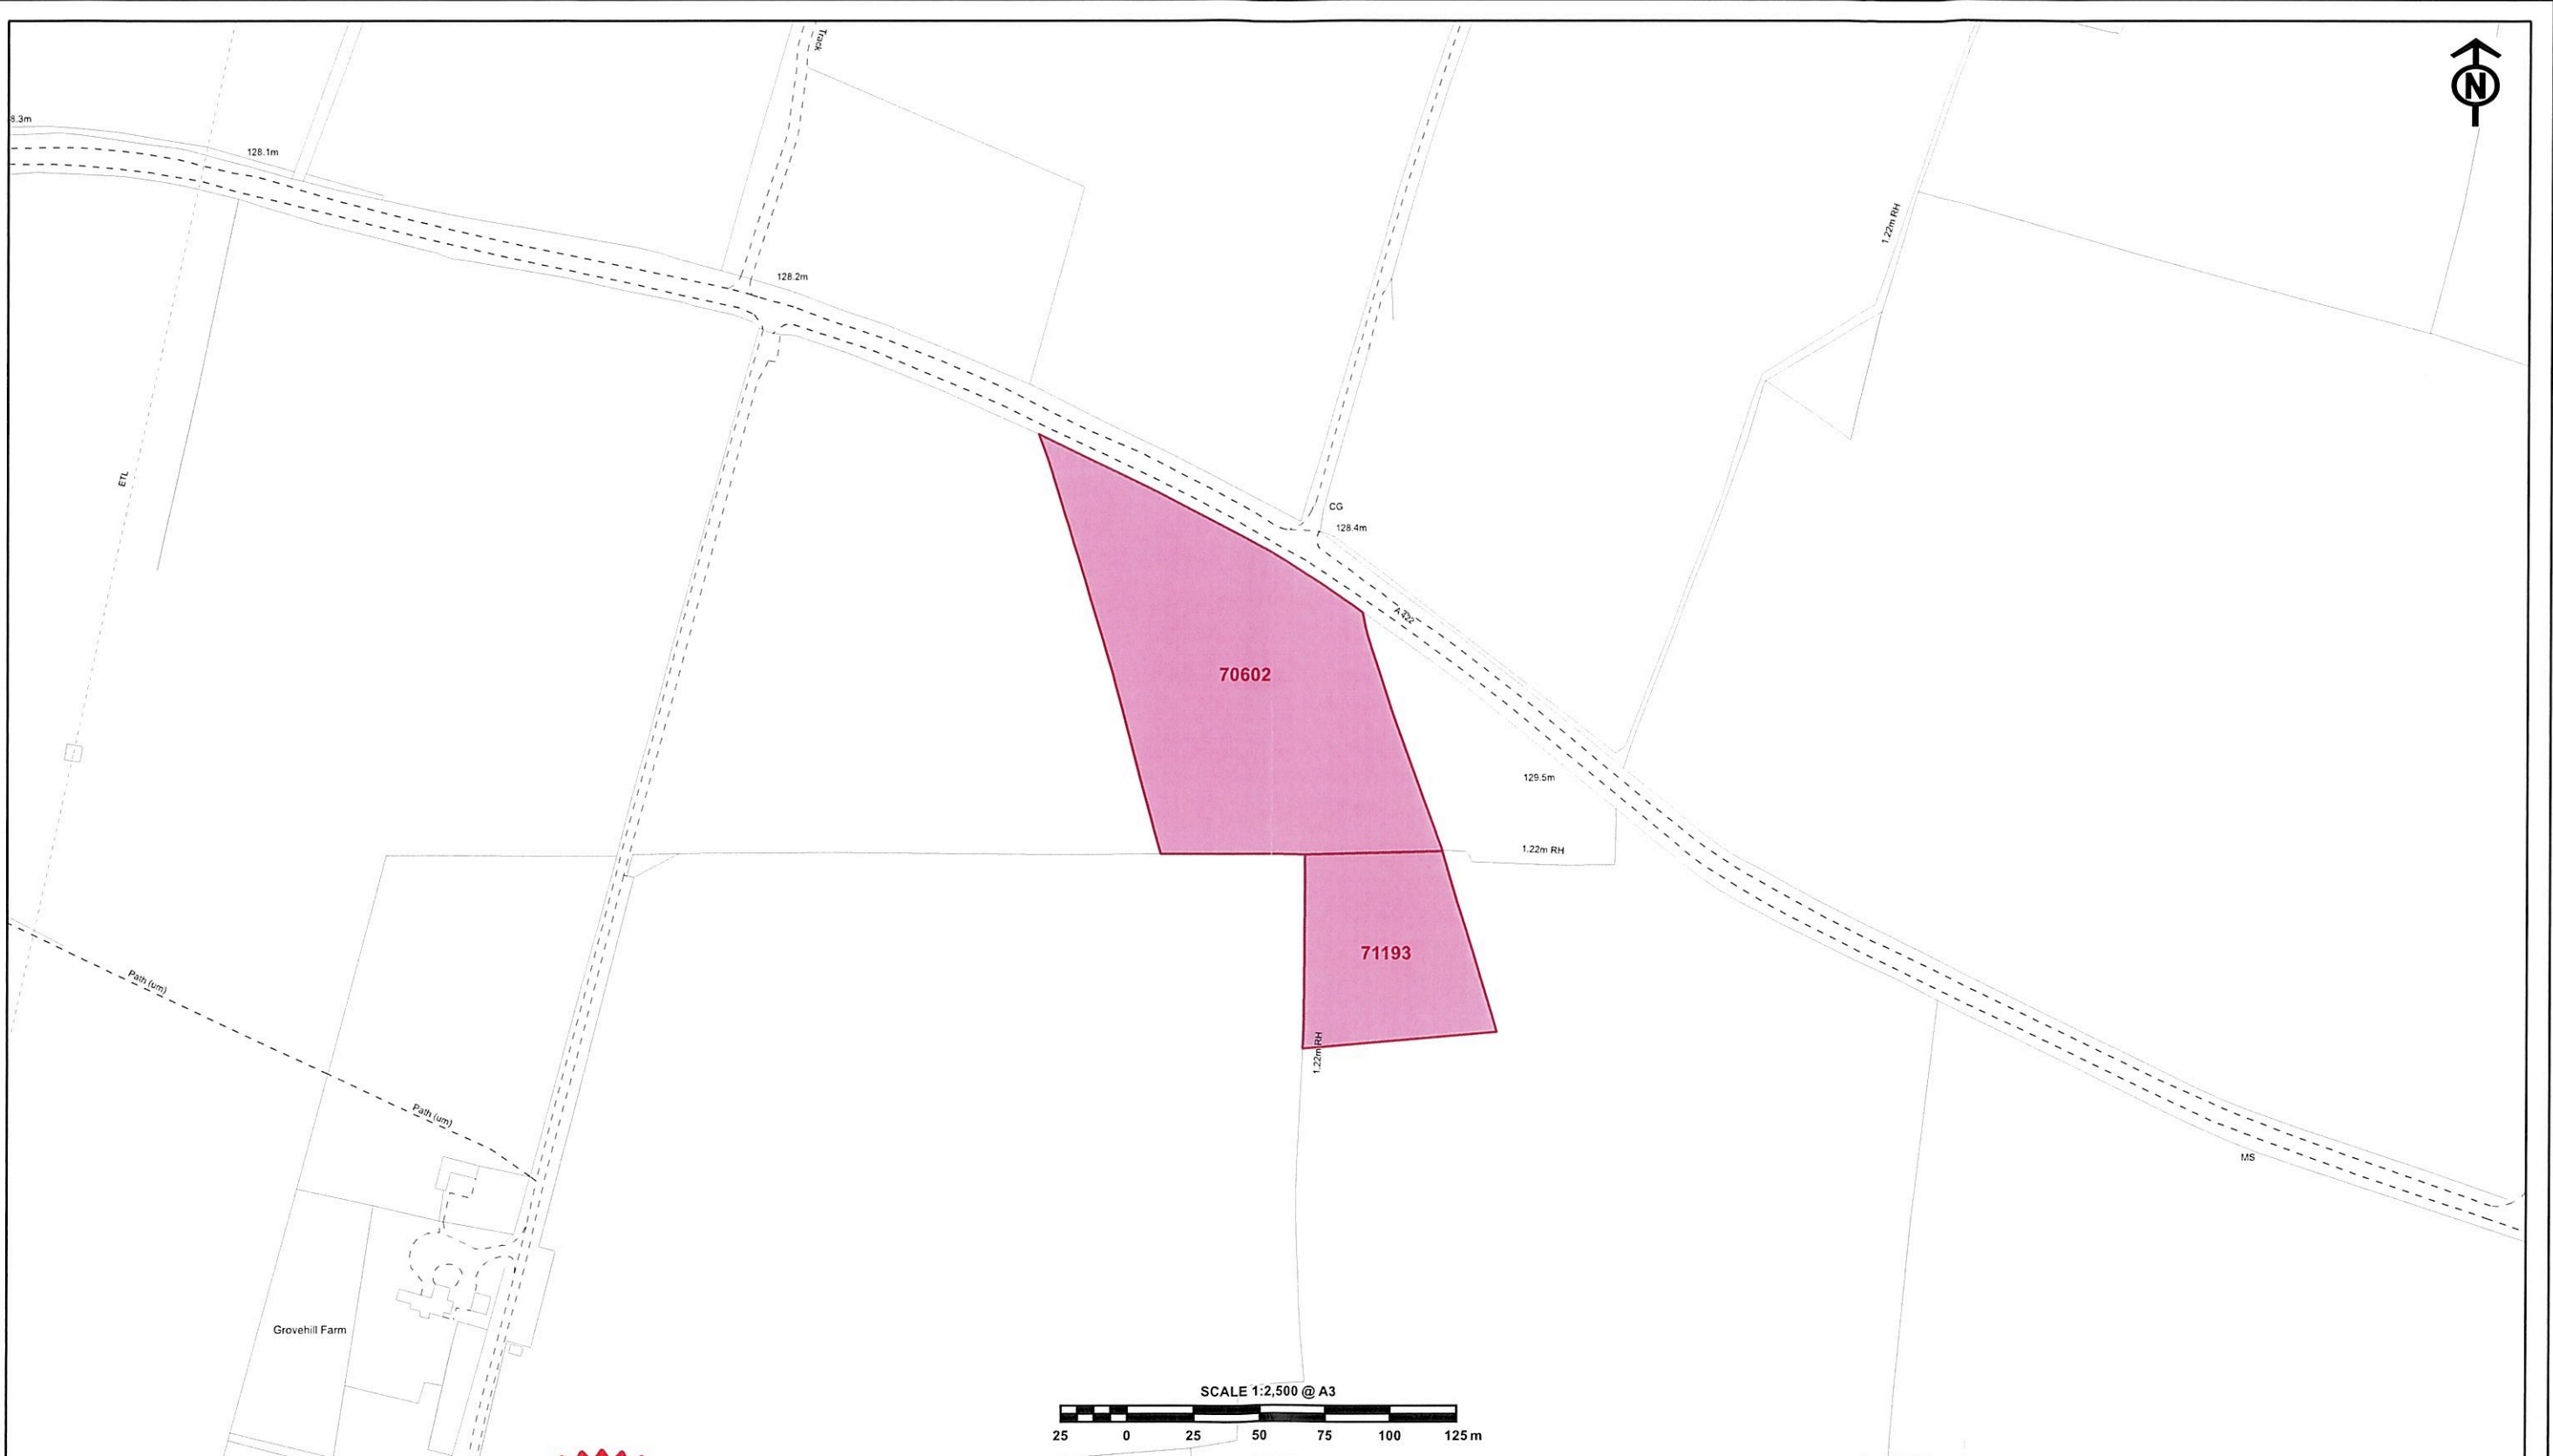 Track
N
8.3m
128.1m
1.22m RH
128.2m
ETL
CG
128.4m
A 422
70602
129.5m
1.22m RH
71193
Path (um)
1.22m RH
Path (um)
MS
Grovehill Farm
SCALE 1:2,500 @ A3
25 0 25 50 75 100 125 m